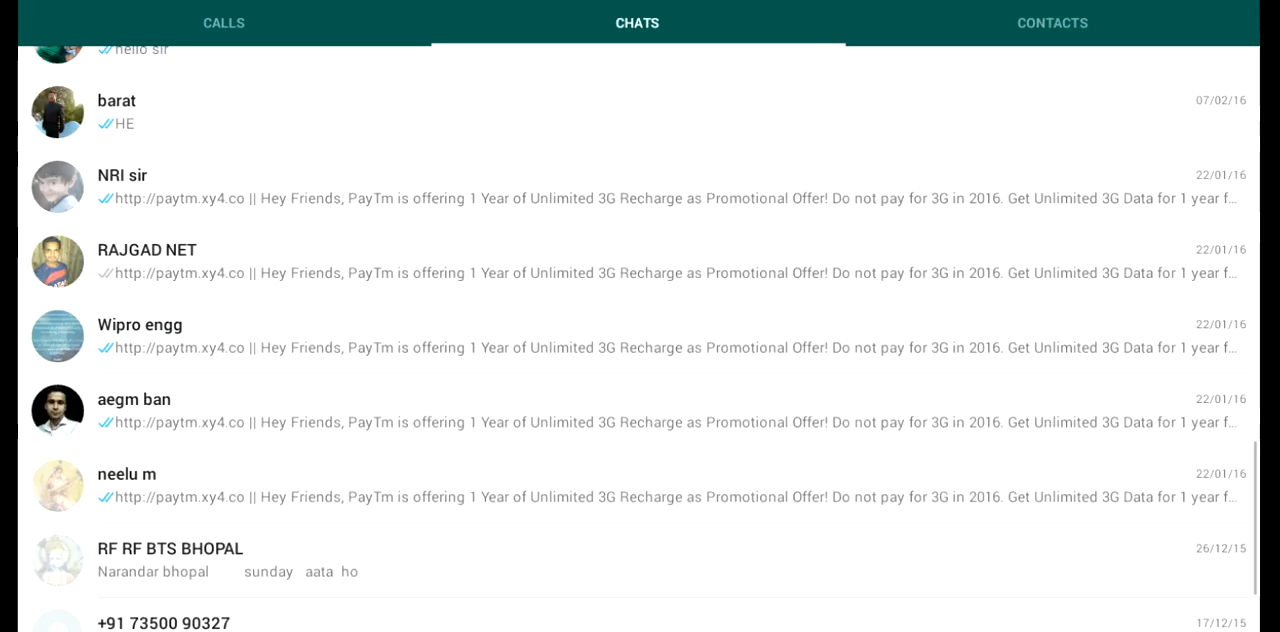 CALLS
CHATS
CONTACTS
hello sir
barat
07/02/16
HE
NRI sir
22/01/16
http://paytm.xy4.co || Hey Friends, PayTm is offering 1 Year of Unlimited 3G Recharge as Promotional Offer! Do not pay for 3G in 2016. Get Unlimited 3G Data for 1 year f...
RAJGAD NET
22/01/16
http://paytm.xy4.co || Hey Friends, PayTm is offering 1 Year of Unlimited 3G Recharge as Promotional Offer! Do not pay for 3G in 2016. Get Unlimited 3G Data for 1 year f...
Wipro engg
22/01/16
http://paytm.xy4.co || Hey Friends, PayTm is offering 1 Year of Unlimited 3G Recharge as Promotional Offer! Do not pay for 3G in 2016. Get Unlimited 3G Data for 1 year f...
aegm ban
22/01/16
http://paytm.xy4.co || Hey Friends, PayTm is offering 1 Year of Unlimited 3G Recharge as Promotional Offer! Do not pay for 3G in 2016. Get Unlimited 3G Data for 1 year f...
neelu m
22/01/16
http://paytm.xy4.co || Hey Friends, PayTm is offering 1 Year of Unlimited 3G Recharge as Promotional Offer! Do not pay for 3G in 2016. Get Unlimited 3G Data for 1 year f...
RF RF BTS BHOPAL
26/12/15
Narandar bhopal sunday aata ho
+91 73500 90327
17/12/15